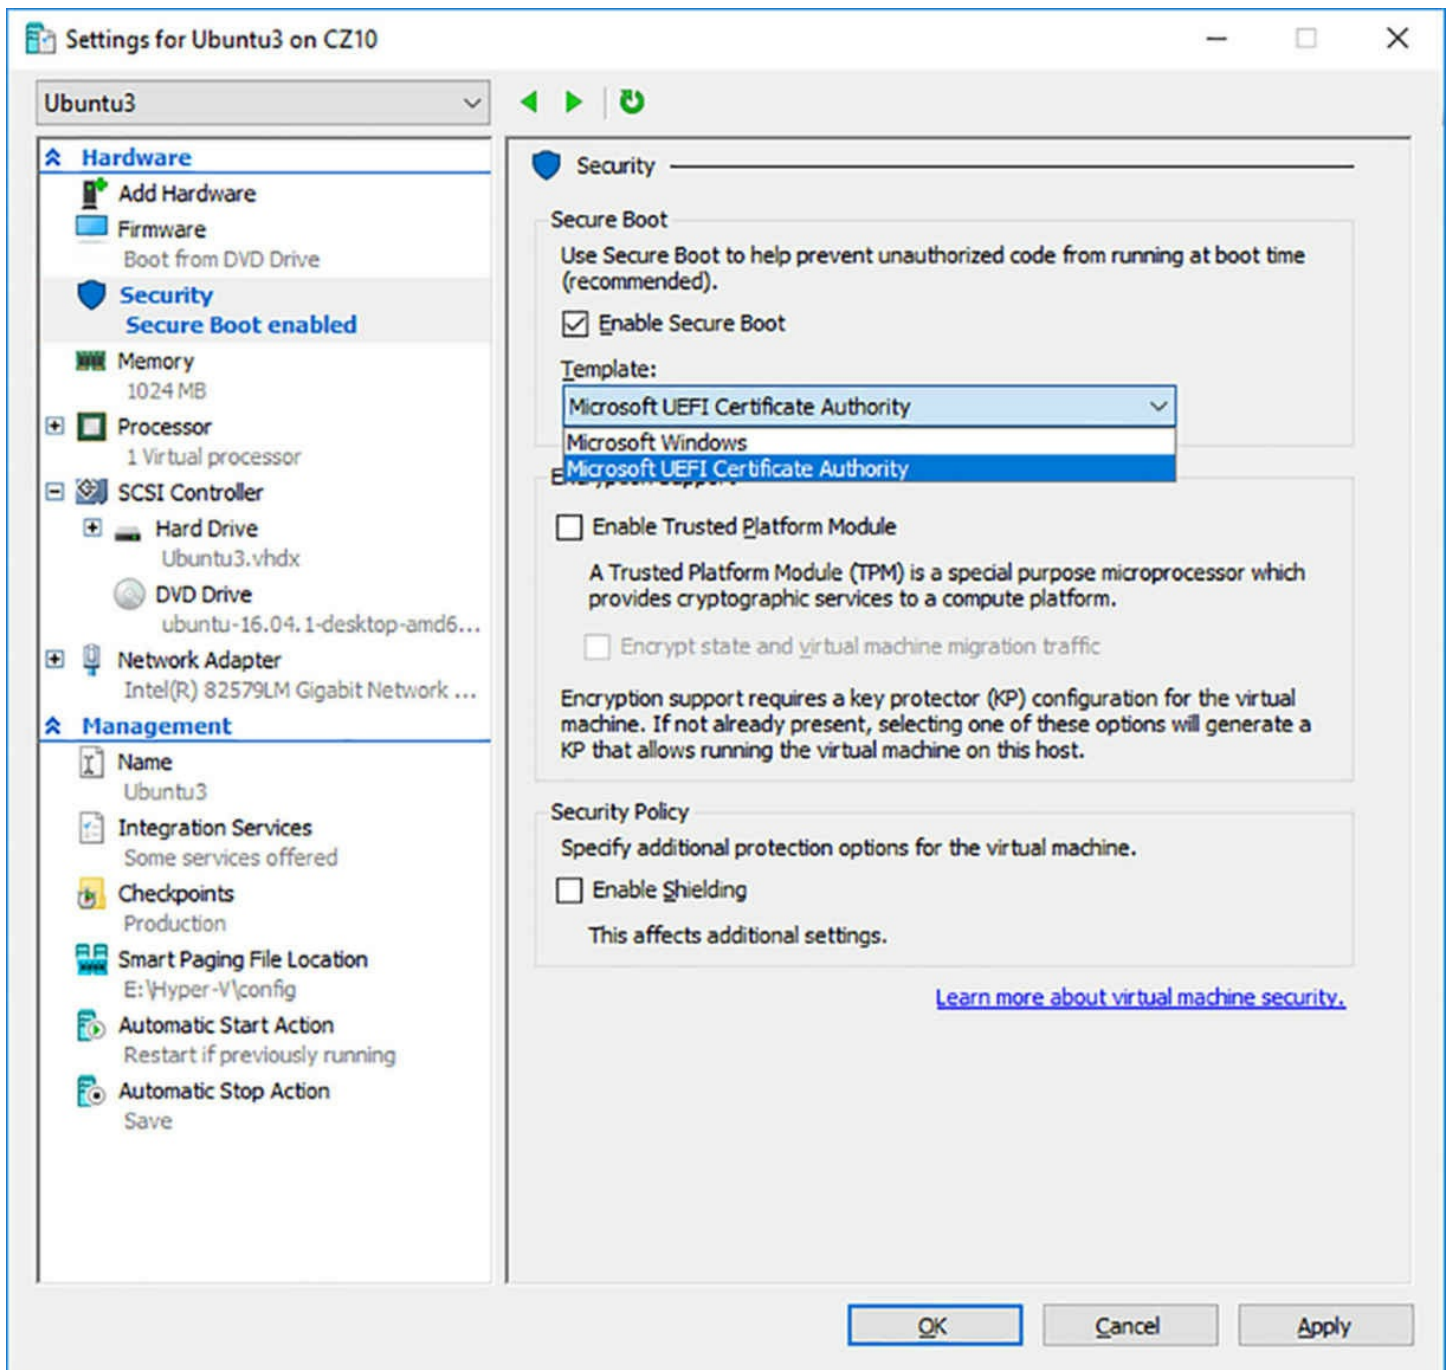 Settings for Ubuntu3 on CZ10
Ubuntu3
Hardware
Add Hardware
Firmware
Boot from DVD Drive
Security
Secure Boot enabled
Memory
1024 MB
Processor
1 Virtual processor
SCSI Controller
Hard Drive
Ubuntu3.vhdx
DVD Drive
ubuntu-16.04.1-desktop-amd6...
Network Adapter
Intel(R) 82579LM Gigabit Network ...
Management
Name
Ubuntu3
Integration Services
Some services offered
Checkpoints
Production
Smart Paging File Location
E:\Hyper-V\config
Automatic Start Action
Restart if previously running
Automatic Stop Action
Save
Security
Secure Boot
Use Secure Boot to help prevent unauthorized code from running at boot time
(recommended).
Enable Secure Boot
Template:
Microsoft UEFI Certificate Authority
Microsoft Windows
Microsoft UEFI Certificate Authority
Enable Trusted Platform Module
A Trusted Platform Module (TPM) is a special purpose microprocessor which
provides cryptographic services to a compute platform.
Encrypt state and virtual machine migration traffic
Encryption support requires a key protector (KP) configuration for the virtual
machine. If not already present, selecting one of these options will generate a
KP that allows running the virtual machine on this host.
Security Policy
Specify additional protection options for the virtual machine.
Enable Shielding
This affects additional settings.
Learn more about virtual machine security.
OK
Cancel
Apply